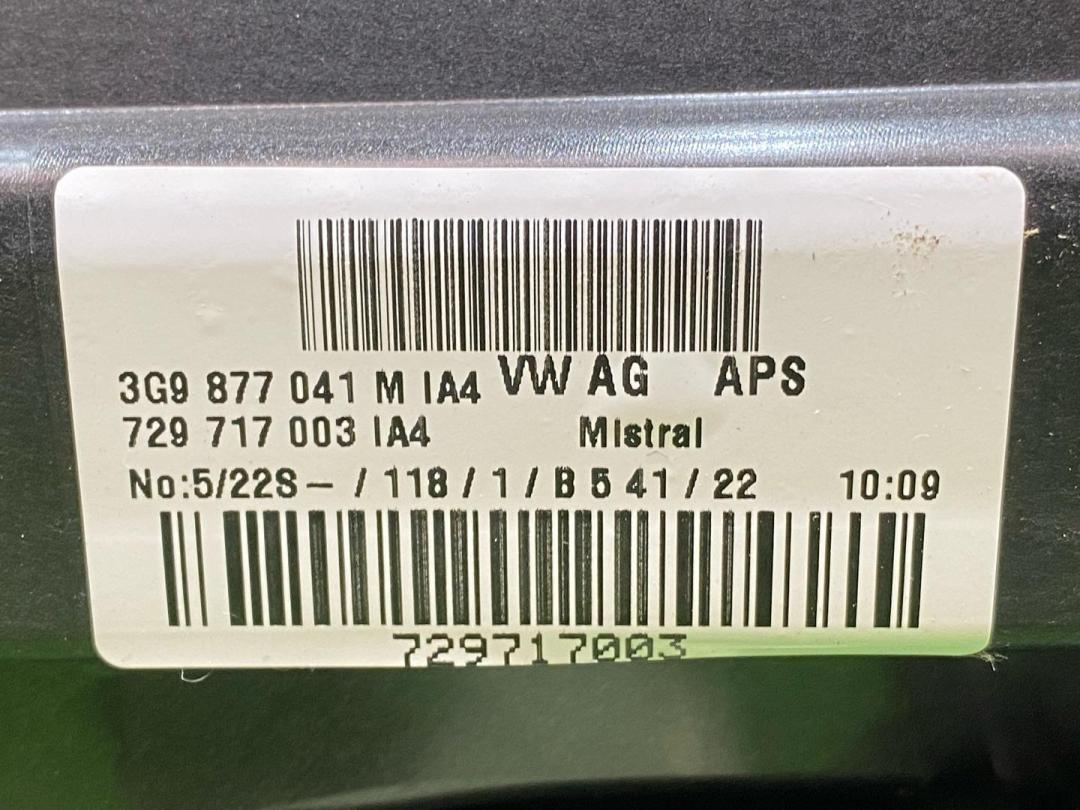 3G9 877 041 M IA4 VW AG APS
729 717 003 IA4 Mistral
No:5/22S- / 118 / 1 / B 5 41 / 22 10:09
729717003